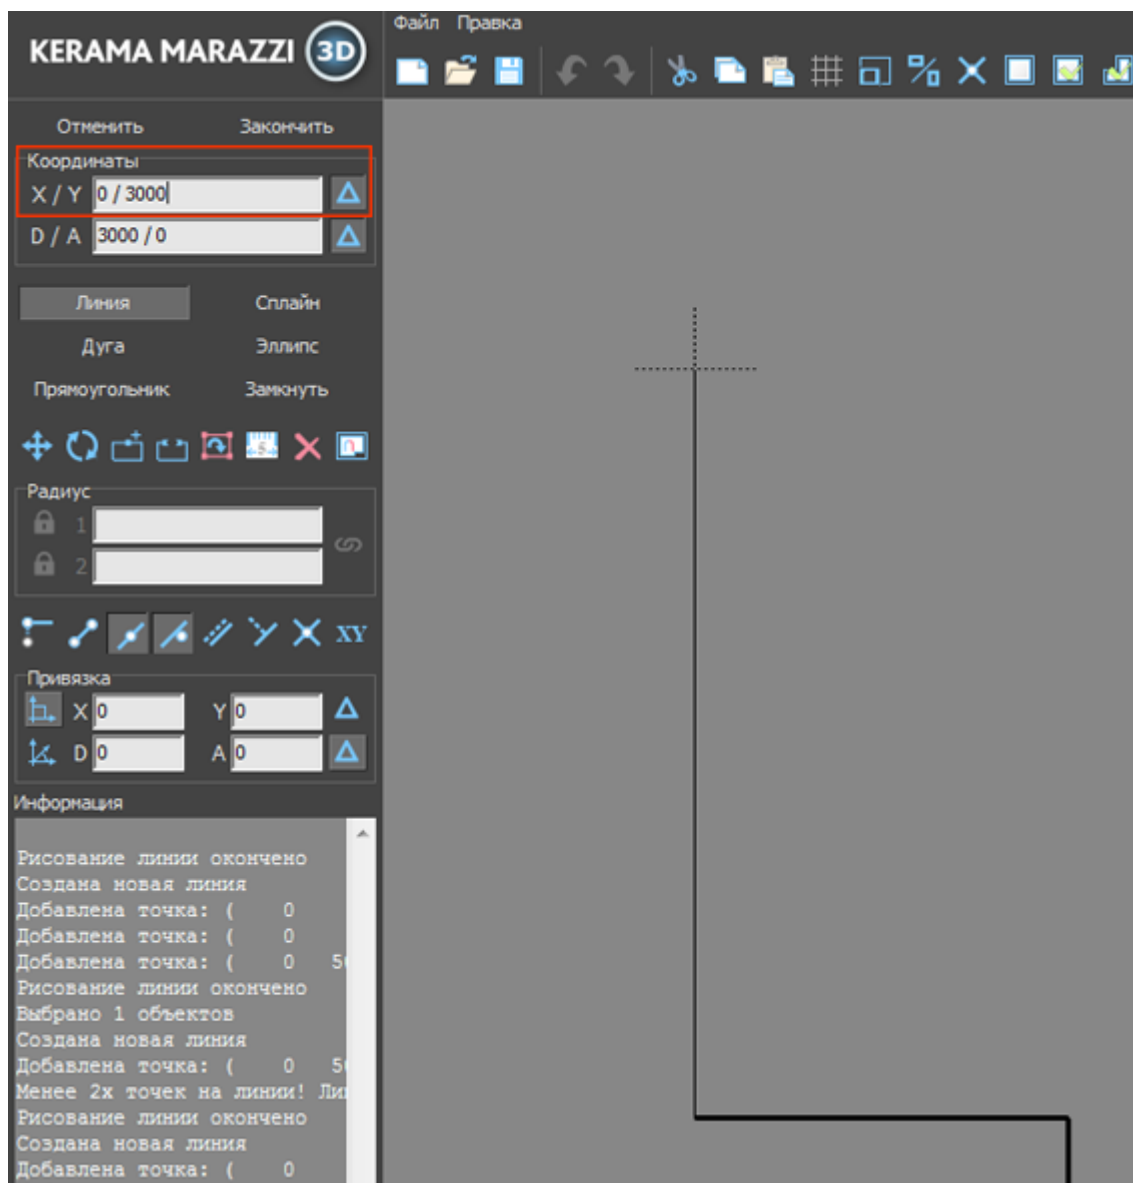 KERAMA MARAZZI 3D
Файл Правка
Отменить Закончить
Координаты
X / Y 0 / 3000
D / A 3000 / 0
Линия Сплайн
Дуга Эллипс
Прямоугольник Замкнуть
5
Радиус
1
2
XY
Привязка
X 0 Y 0
D 0 A 0
Информация
Рисование линии окончено
Создана новая линия
Добавлена точка: ( 0
Добавлена точка: ( 0
Добавлена точка: ( 0
Рисование линии окончено
Выбрано 1 объектов
Создана новая линия
Добавлена точка: ( 0
Менее 2х точек на линии!
Рисование линии окончено
Создана новая линия
Добавлена точка: ( 0